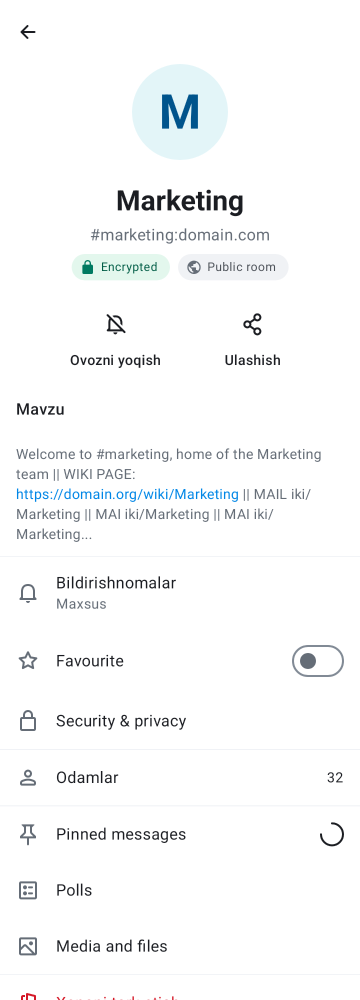 M
Marketing
#marketing:domain.com
Encrypted
Public room
Ovozni yoqish
Ulashish
Mavzu
Welcome to #marketing, home of the Marketing
team || WIKI PAGE:
https://domain.org/wiki/Marketing || MAIL iki/
Marketing || MAI iki/Marketing || MAI iki/
Marketing...
Bildirishnomalar
Maxsus
Favourite
Security & privacy
Odamlar
32
Pinned messages
Polls
Media and files